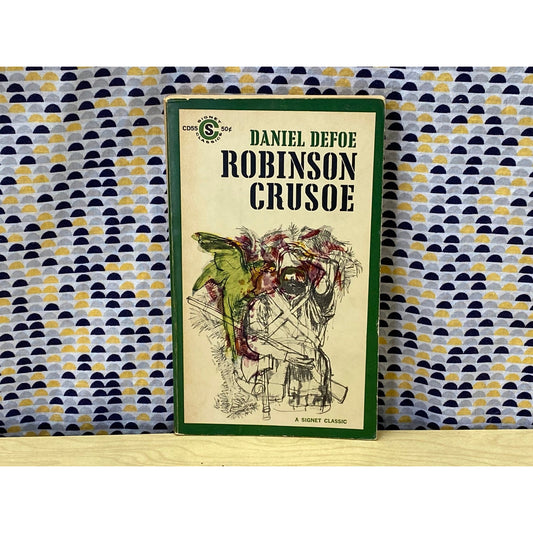 CD55 SIGNET CLASSICS S 50¢
DANIEL DEFOE
ROBINSON
CRUSOE
A SIGNET CLASSIC